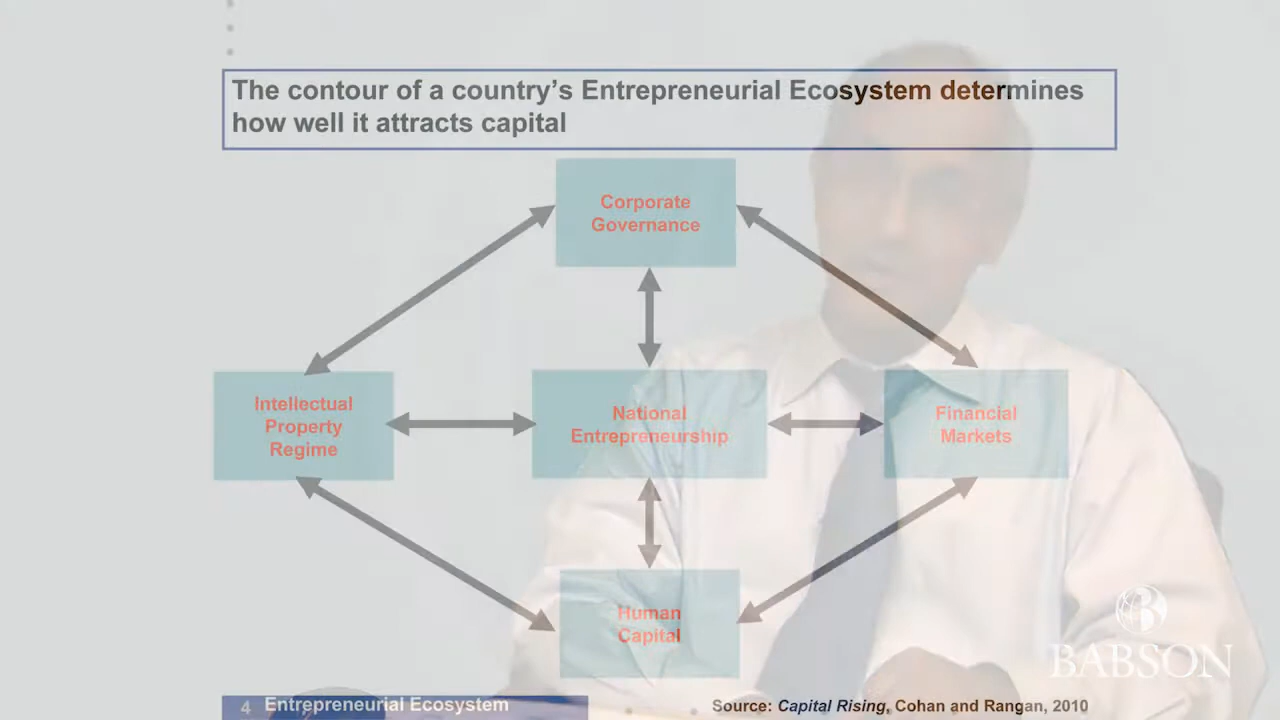 The contour of a country's Entrepreneurial Ecosystem determines
how well it attracts capital
Corporate
Governance
Intellectual
Property
Regime
National
Entrepreneurship
Financial
Markets
Human
Capital
BABSON
4 Entrepreneurial Ecosystem
Source: Capital Rising, Cohan and Rangan, 2010